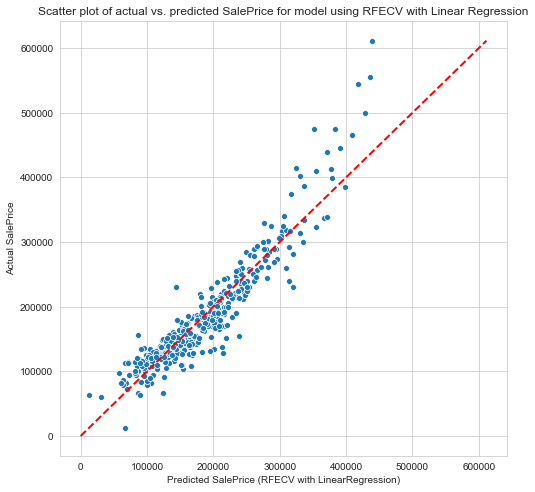 Scatter plot of actual vs. predicted SalePrice for model using RFECV with Linear Regression
600000
500000
400000
300000
200000
100000
0
Actual SalePrice
0 100000 200000 300000 400000 500000 600000
Predicted SalePrice (RFECV with LinearRegression)